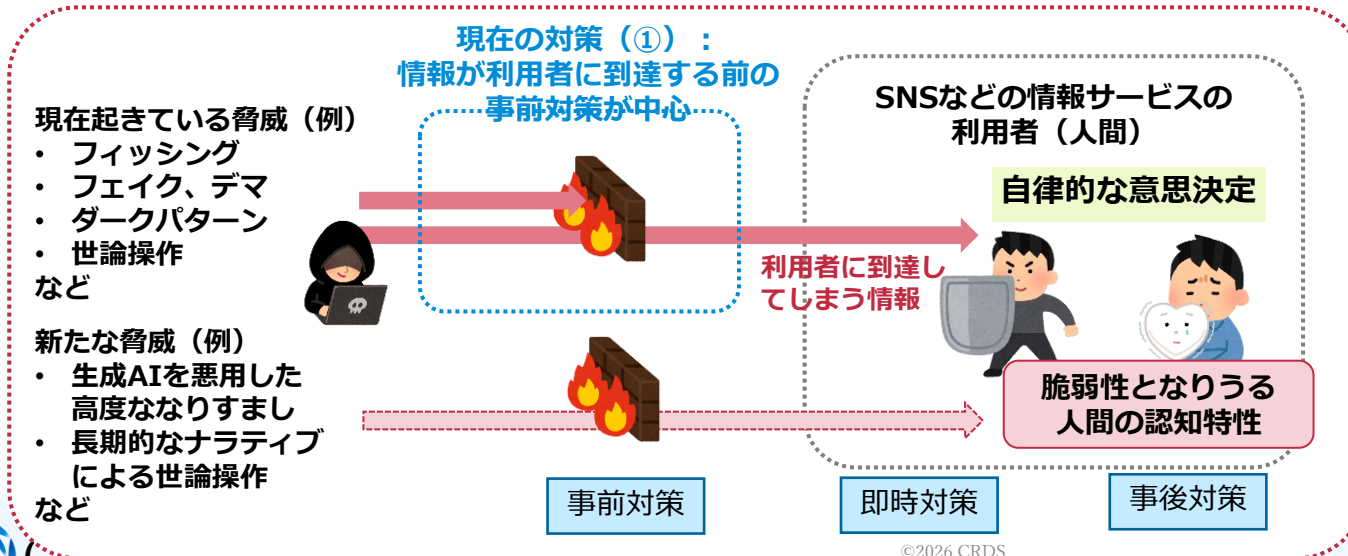 現在の対策（①）：
情報が利用者に到達する前の
事前対策が中心
現在起きている脅威（例）
• フィッシング
• フェイク、デマ
• ダークパターン
• 世論操作
など
新たな脅威（例）
• 生成AIを悪用した
高度ななりすまし
• 長期的なナラティブ
による世論操作
など
SNSなどの情報サービスの
利用者（人間）
自律的な意思決定
利用者に到達し
てしまう情報
脆弱性となりうる
人間の認知特性
事前対策
即時対策
事後対策
©2026 CRDS